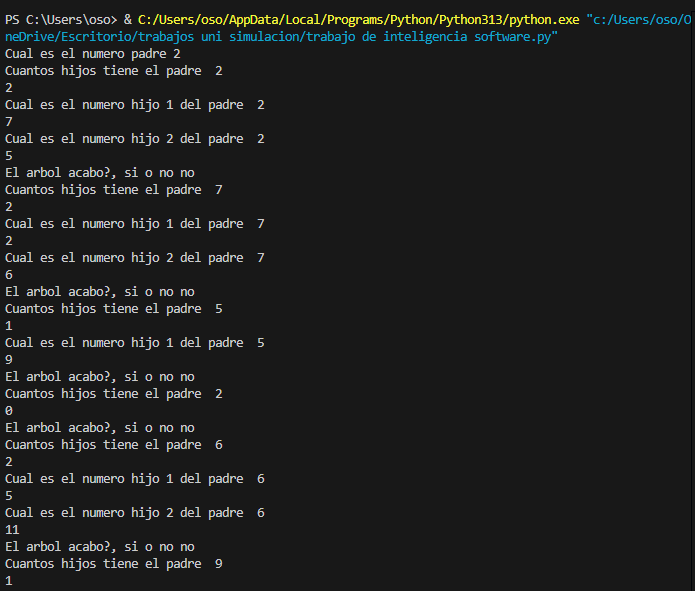 PS C:\Users\oso> & C:/Users/oso/AppData/Local/Programs/Python/Python313/python.exe "c:/Users/oso/O
neDrive/Escritorio/trabajos uni simulacion/trabajo de inteligencia software.py"
Cual es el numero padre 2
Cuantos hijos tiene el padre  2
2
Cual es el numero hijo 1 del padre  2
7
Cual es el numero hijo 2 del padre  2
5
El arbol acabo?, si o no no
Cuantos hijos tiene el padre  7
2
Cual es el numero hijo 1 del padre  7
2
Cual es el numero hijo 2 del padre  7
6
El arbol acabo?, si o no no
Cuantos hijos tiene el padre  5
1
Cual es el numero hijo 1 del padre  5
9
El arbol acabo?, si o no no
Cuantos hijos tiene el padre  2
0
El arbol acabo?, si o no no
Cuantos hijos tiene el padre  6
2
Cual es el numero hijo 1 del padre  6
5
Cual es el numero hijo 2 del padre  6
11
El arbol acabo?, si o no no
Cuantos hijos tiene el padre  9
1